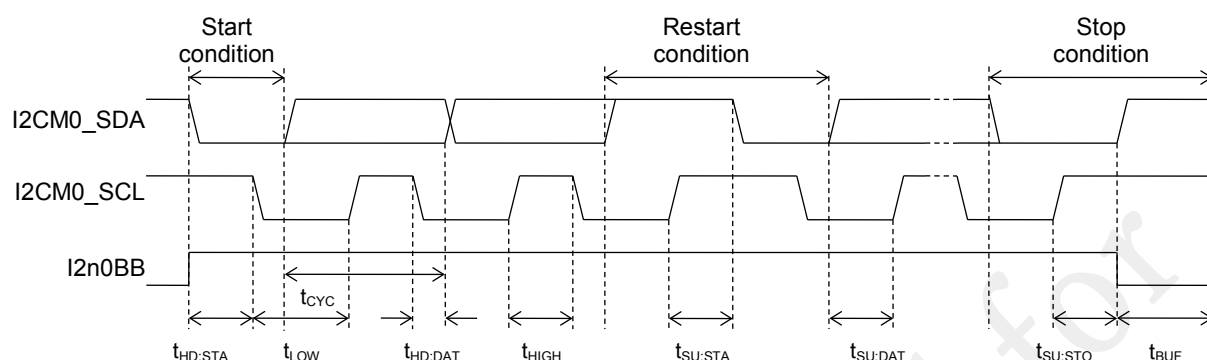 Start
condition
Restart
condition
Stop
condition
I2CM0_SDA
I2CM0_SCL
I2n0BB
tCYC
tHD:STA
tLOW
tHD:DAT
tHIGH
tSU:STA
tSU:DAT
tSU:STO
tBUF
for